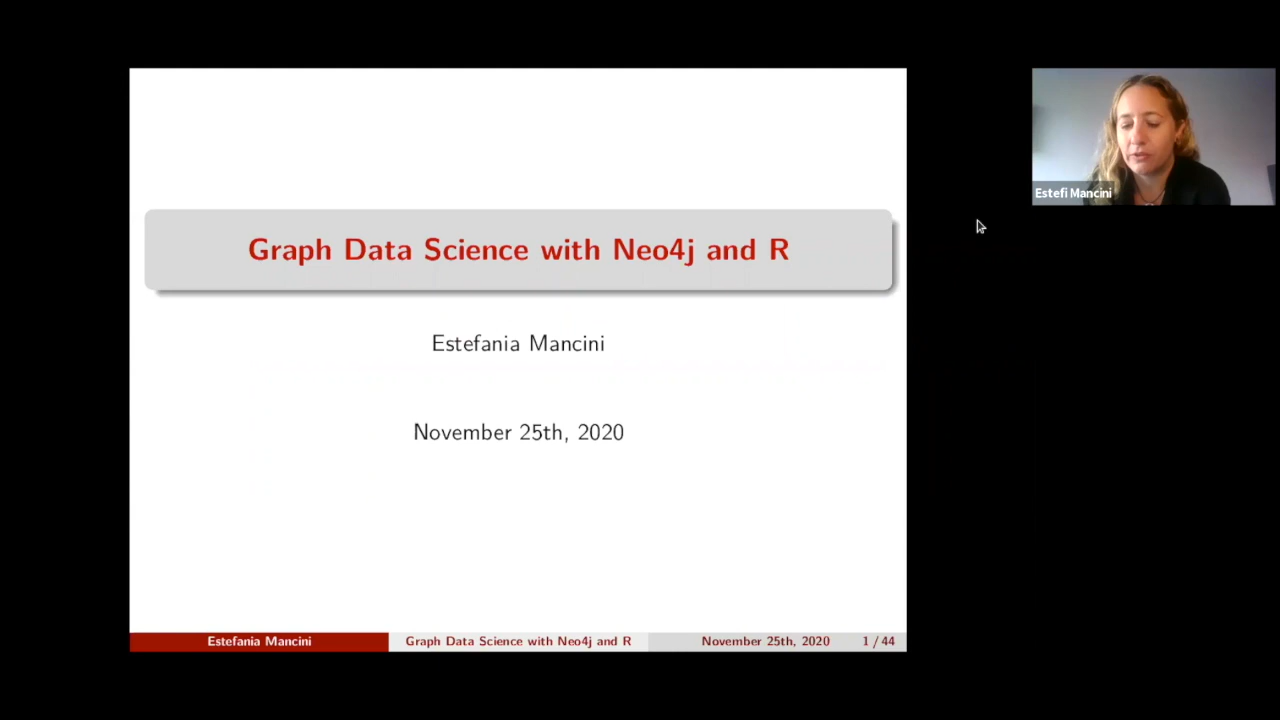 Graph Data Science with Neo4j and R
Estefania Mancini
November 25th, 2020
Estefi Mancini
Estefania Mancini
Graph Data Science with Neo4j and R
November 25th, 2020
1 / 44